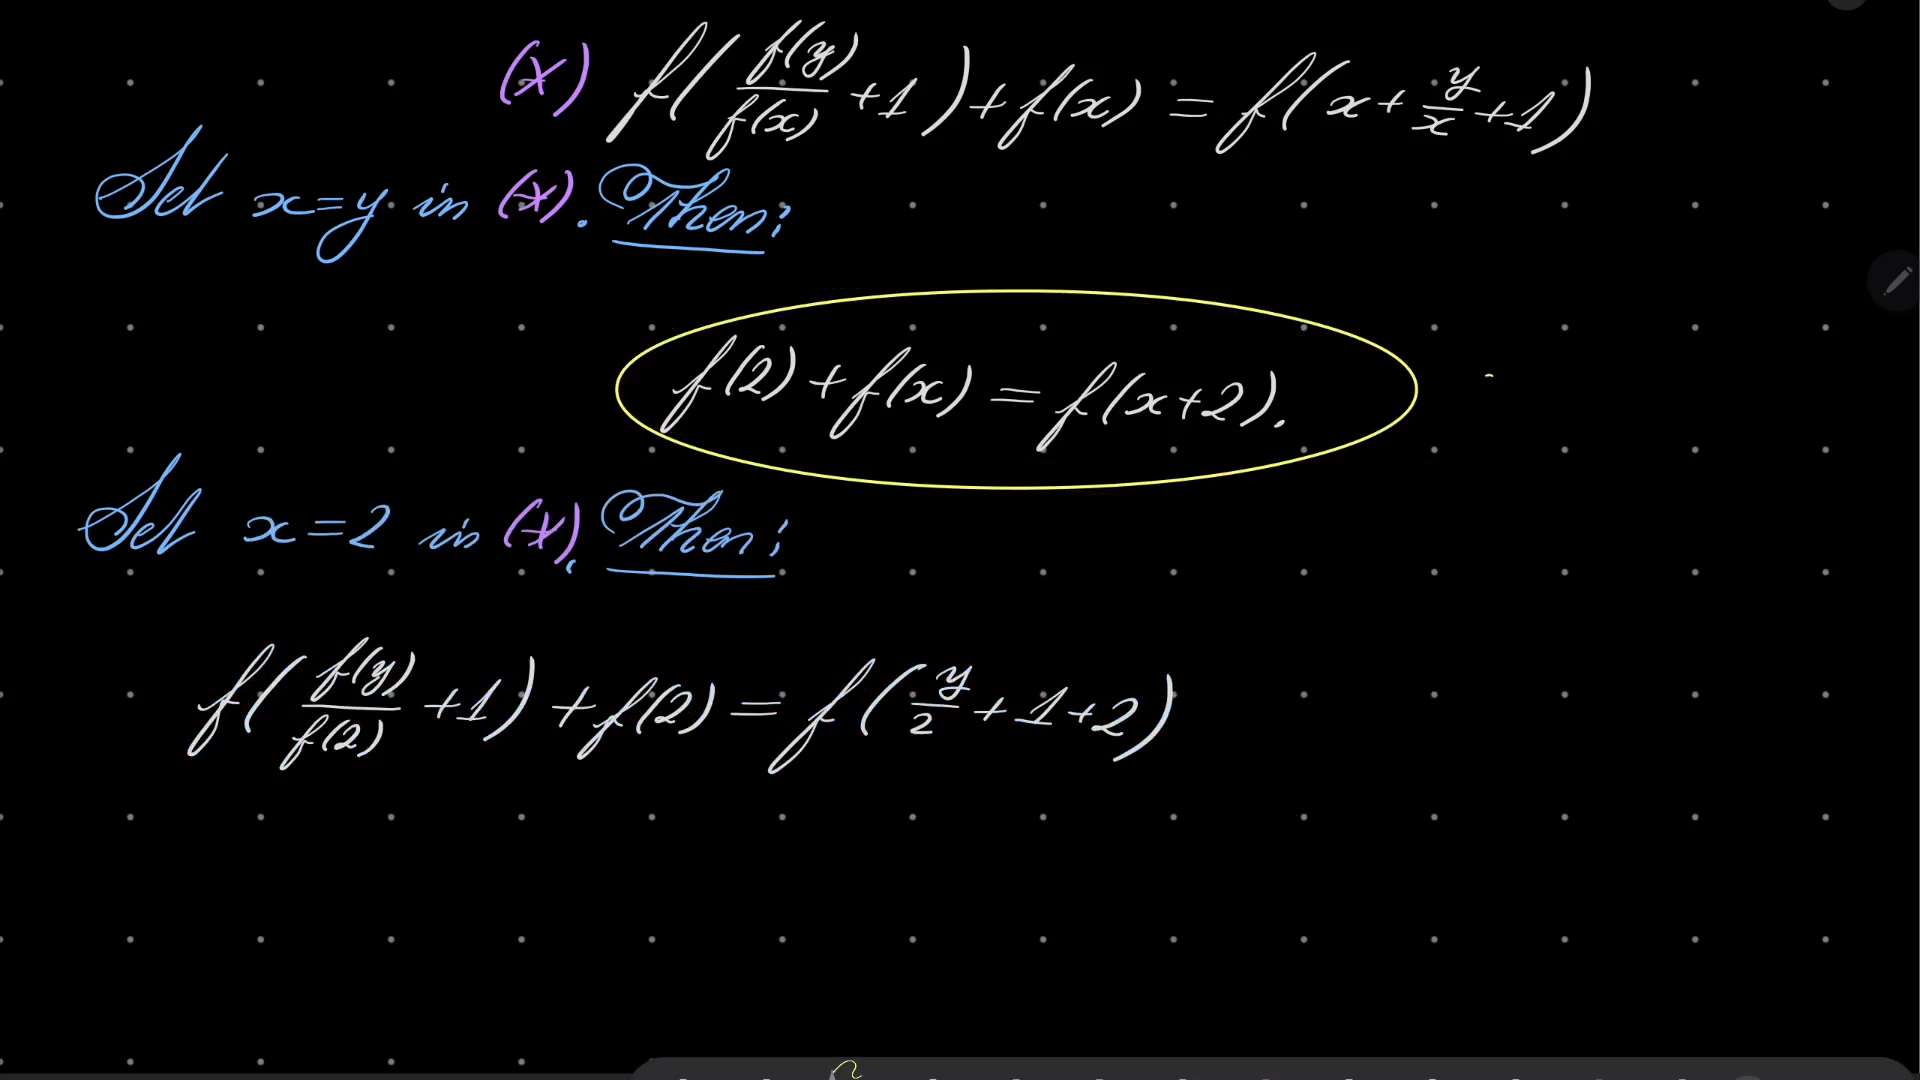 (*) f(f(y)/f(x) + 1) + f(x) = f(x + y/x + 1)
Set x=y in (*). Then:
f(2) + f(x) = f(x+2).
Set x=2 in (*). Then:
f(f(y)/f(2) + 1) + f(2) = f(y/2 + 1 + 2)